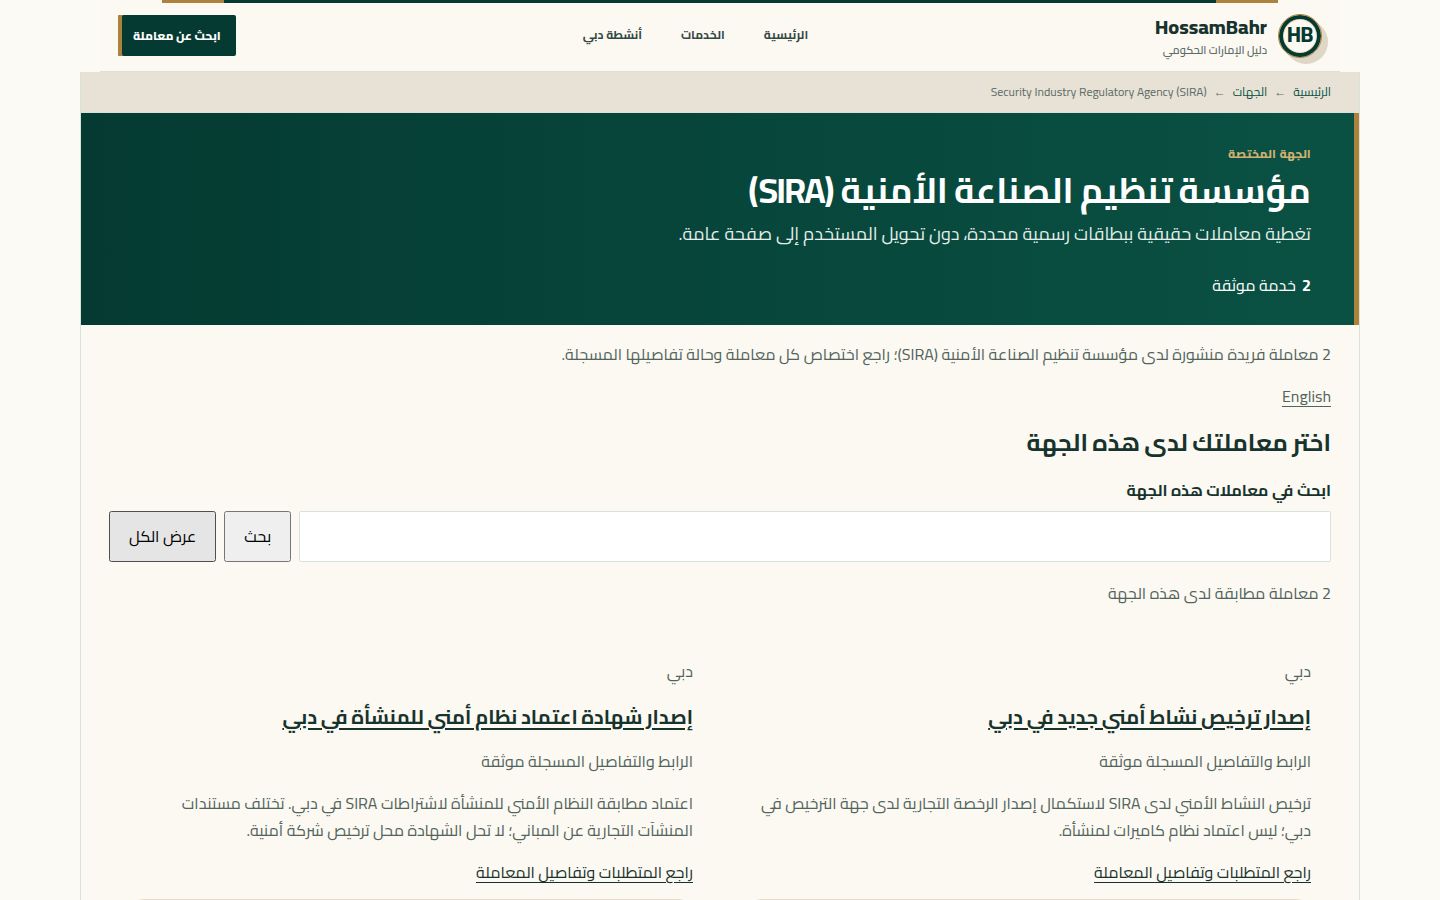 HB
HossamBahr
دليل الإمارات الحكومي
الرئيسية
الخدمات
أنشطة دبي
ابحث عن معاملة
الرئيسية ← الجهات ← Security Industry Regulatory Agency (SIRA)
الجهة المختصة
مؤسسة تنظيم الصناعة الأمنية (SIRA)
تغطية معاملات حقيقية ببطاقات رسمية محددة، دون تحويل المستخدم إلى صفحة عامة.
2 خدمة موثقة
2 معاملة فريدة منشورة لدى مؤسسة تنظيم الصناعة الأمنية (SIRA)؛ راجع اختصاص كل معاملة وحالة تفاصيلها المسجلة.
English
اختر معاملتك لدى هذه الجهة
ابحث في معاملات هذه الجهة
بحث
عرض الكل
2 معاملة مطابقة لدى هذه الجهة
دبي
إصدار ترخيص نشاط أمني جديد في دبي
الرابط والتفاصيل المسجلة موثقة
ترخيص النشاط الأمني لدى SIRA لاستكمال إصدار الرخصة التجارية لدى جهة الترخيص في
دبي؛ ليس اعتماد نظام كاميرات لمنشأة.
راجع المتطلبات وتفاصيل المعاملة
دبي
إصدار شهادة اعتماد نظام أمني للمنشأة في دبي
الرابط والتفاصيل المسجلة موثقة
اعتماد مطابقة النظام الأمني للمنشأة لاشتراطات SIRA في دبي. تختلف مستندات
المنشآت التجارية عن المباني؛ لا تحل الشهادة محل ترخيص شركة أمنية.
راجع المتطلبات وتفاصيل المعاملة